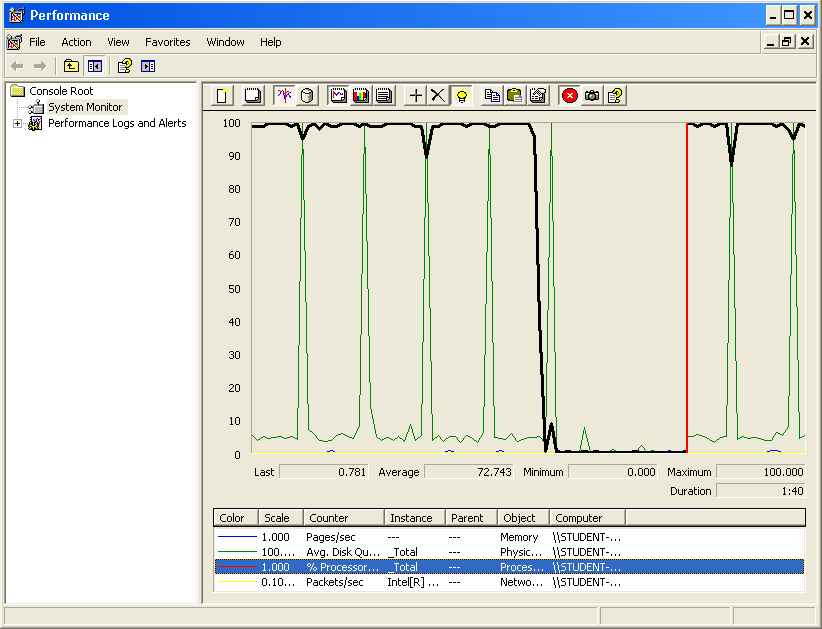 Performance
File Action View Favorites Window Help
Console Root
System Monitor
Performance Logs and Alerts
100
90
80
70
60
50
40
30
20
10
0
Last 0.781 Average 72.743 Minimum 0.000 Maximum 100.000
Duration 1:40
Color Scale Counter Instance Parent Object Computer
1.000 Pages/sec --- --- Memory \\STUDENT-...
100.... Avg. Disk Qu... _Total --- Physic... \\STUDENT-...
1.000 % Processor... _Total --- Proces... \\STUDENT-...
0.10... Packets/sec Intel[R] ... --- Netwo... \\STUDENT-...